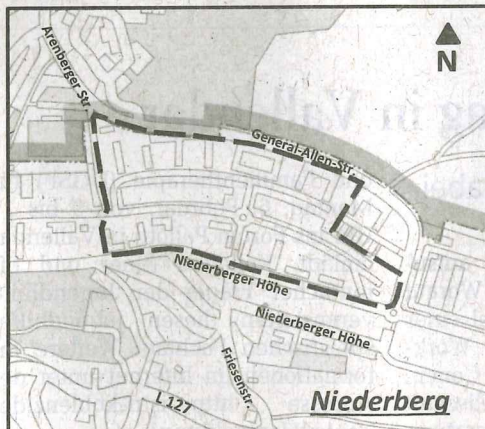 Arenberger Str.
N
General-Allen-Str.
Niederberger Höhe
Niederberger Höhe
Friesenstr.
L 127
Niederberg